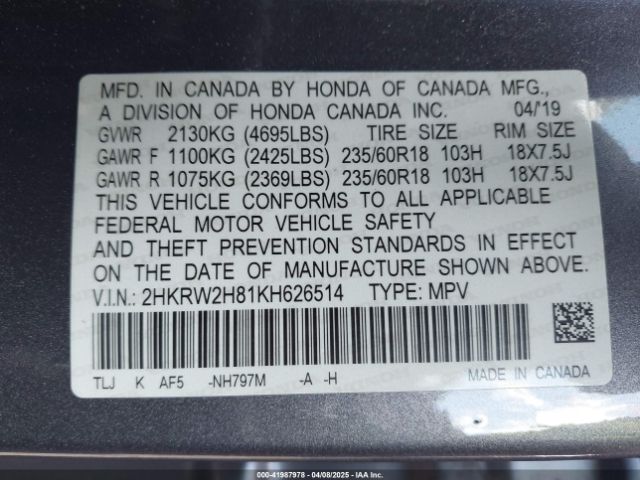 MFD. IN CANADA BY HONDA OF CANADA MFG.,
A DIVISION OF HONDA CANADA INC. 04/'19
GVWR 2130KG (4695LBS) TIRE SIZE RIM SIZE
GAWR F 1100KG (2425LBS) 235/60R18 103H 18X7.5J
GAWR R 1075KG (2369LBS) 235/60R18 103H 18X7.5J
THIS VEHICLE CONFORMS TO ALL APPLICABLE
FEDERAL MOTOR VEHICLE SAFETY
AND THEFT PREVENTION STANDARDS IN EFFECT
ON THE DATE OF MANUFACTURE SHOWN ABOVE.
V.I.N.: 2HKRW2H81KH626514 TYPE: MPV
TLJ K AF5 -NH797M -A -H MADE IN CANADA
000-41987978 - 04/08/2025 - IAAI.COM